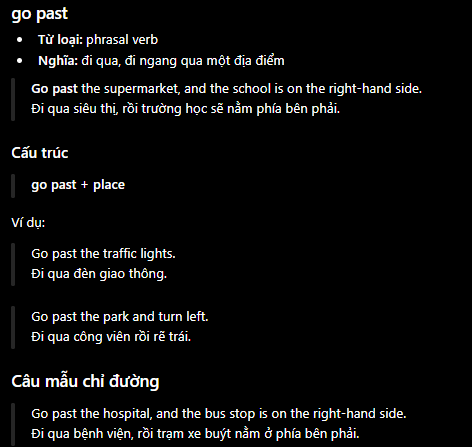 go past
• Từ loại: phrasal verb
• Nghĩa: đi qua, đi ngang qua một địa điểm
Go past the supermarket, and the school is on the right-hand side.
Đi qua siêu thị, rồi trường học sẽ nằm phía bên phải.
Cấu trúc
go past + place
Ví dụ:
Go past the traffic lights.
Đi qua đèn giao thông.
Go past the park and turn left.
Đi qua công viên rồi rẽ trái.
Câu mẫu chỉ đường
Go past the hospital, and the bus stop is on the right-hand side.
Đi qua bệnh viện, rồi trạm xe buýt nằm ở phía bên phải.